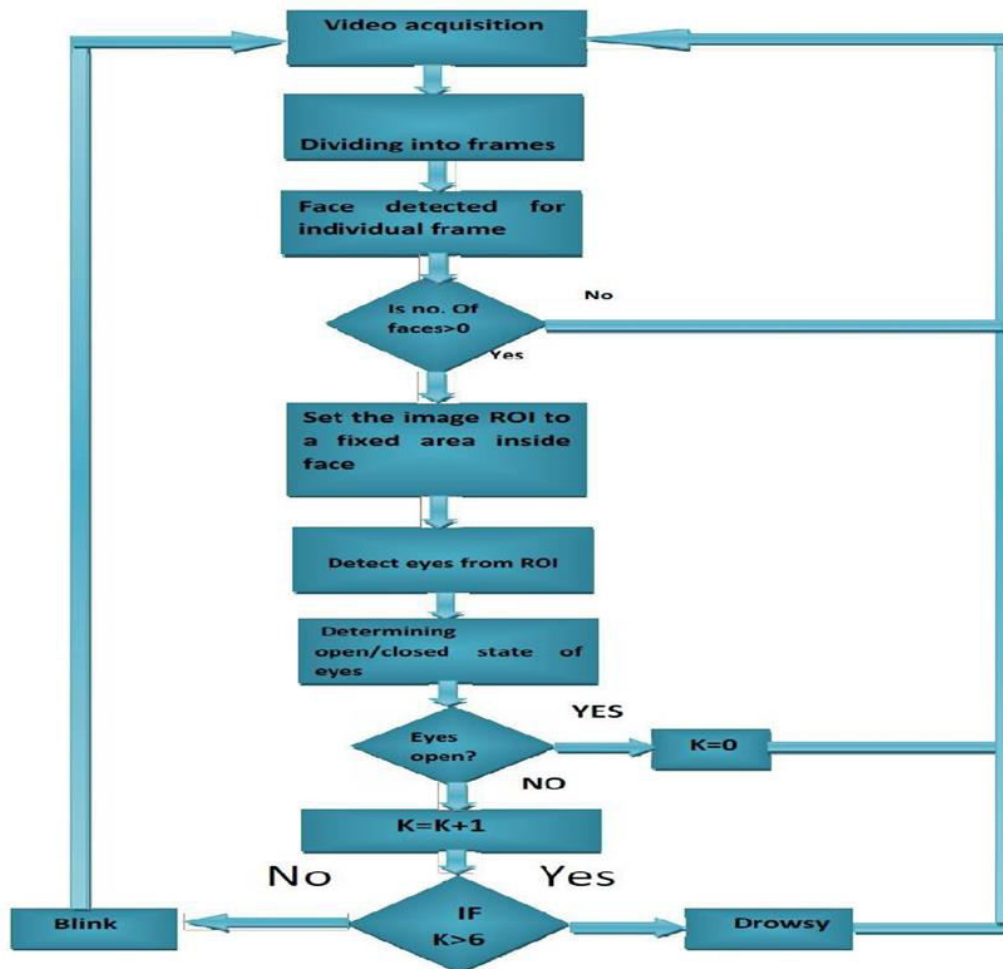 Video acquisition
Dividing into frames
Face detected for
individual frame
Is no. Of
faces>0
No
Yes
Set the image ROI to
a fixed area inside
face
Detect eyes from ROI
Determining
open/closed state of
eyes
Eyes
open?
YES
K=0
NO
K=K+1
No
Yes
IF
K>6
Blink
Drowsy